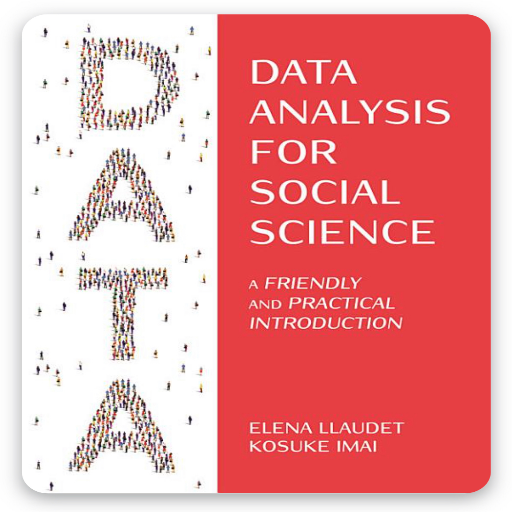 DATA
DATA
ANALYSIS
FOR
SOCIAL
SCIENCE
A FRIENDLY
AND PRACTICAL
INTRODUCTION
ELENA LLAUDET
KOSUKE IMAI